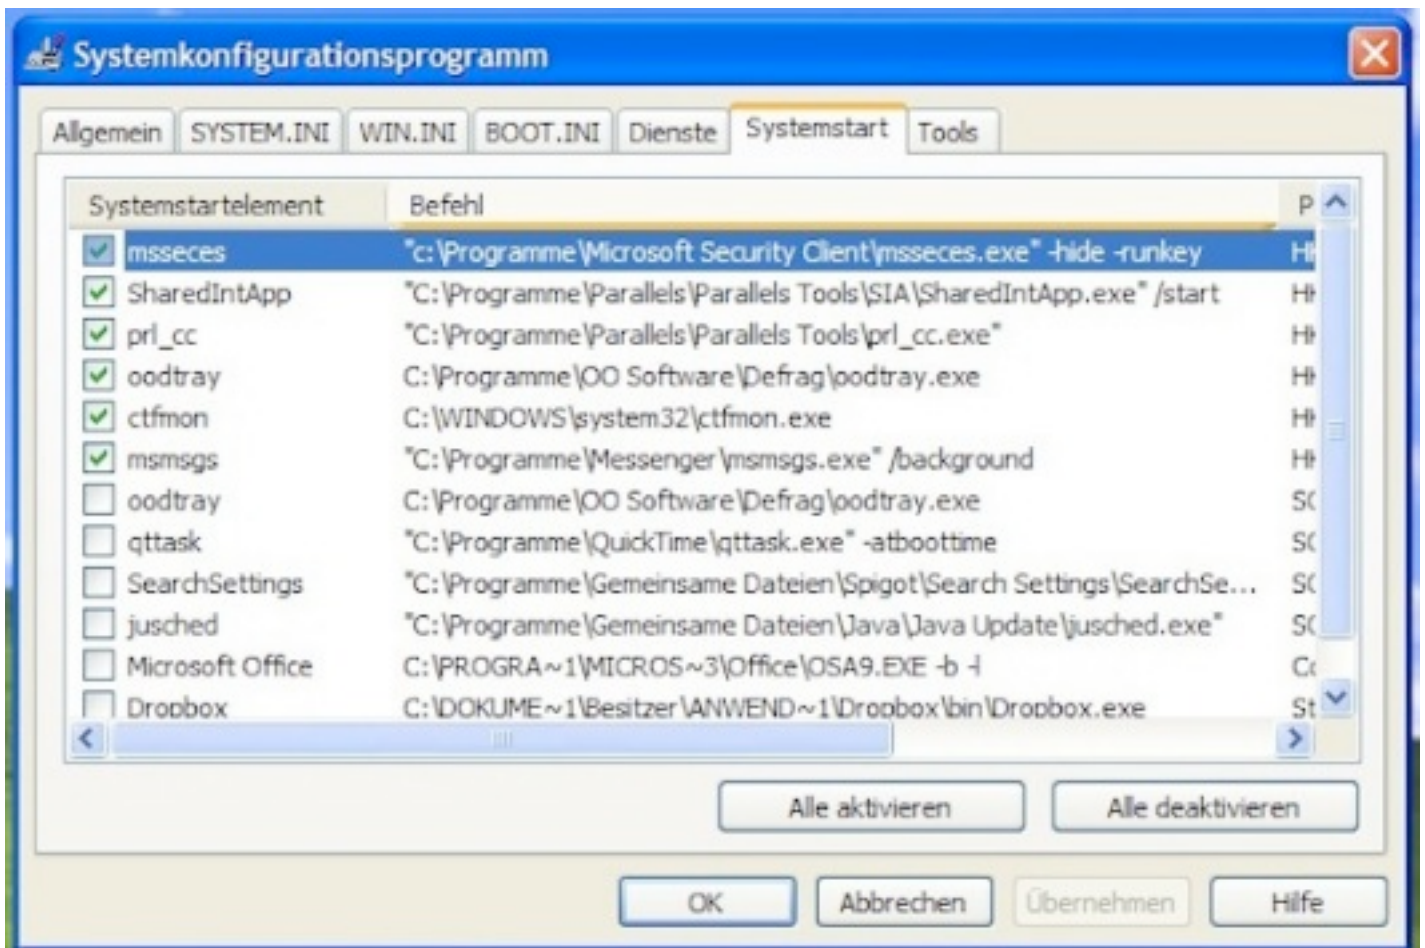 Systemkonfigurationsprogramm
Allgemein SYSTEM.INI WIN.INI BOOT.INI Dienste Systemstart Tools
Systemstartelement Befehl P
msseces "c:\Programme\Microsoft Security Client\msseces.exe" -hide -runkey
SharedIntApp "C:\Programme\Parallels\Parallels Tools\SIA\SharedIntApp.exe" /start
prl_cc "C:\Programme\Parallels\Parallels Tools\prl_cc.exe"
oodtray C:\Programme\OO Software\Defrag\oodtray.exe
ctfmon C:\WINDOWS\system32\ctfmon.exe
msmsgs "C:\Programme\Messenger\msmsgs.exe" /background
oodtray C:\Programme\OO Software\Defrag\oodtray.exe
qttask "C:\Programme\QuickTime\qttask.exe" -atboottime
SearchSettings "C:\Programme\Gemeinsame Dateien\Spigot\Search Settings\SearchSe...
jusched "C:\Programme\Gemeinsame Dateien\Java\Java Update\jusched.exe"
Microsoft Office C:\PROGRA~1\MICROS~3\Office\OSA9.EXE -b -l
Dropbox C:\DOKUME~1\Besitzer\ANWEND~1\Dropbox\bin\Dropbox.exe St
Alle aktivieren Alle deaktivieren
OK Abbrechen Übernehmen Hilfe